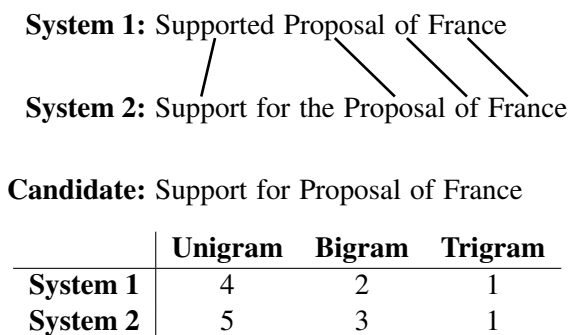 System 1: Supported Proposal of France
System 2: Support for the Proposal of France
Candidate: Support for Proposal of France
Unigram Bigram Trigram
System 1 4 2 1
System 2 5 3 1